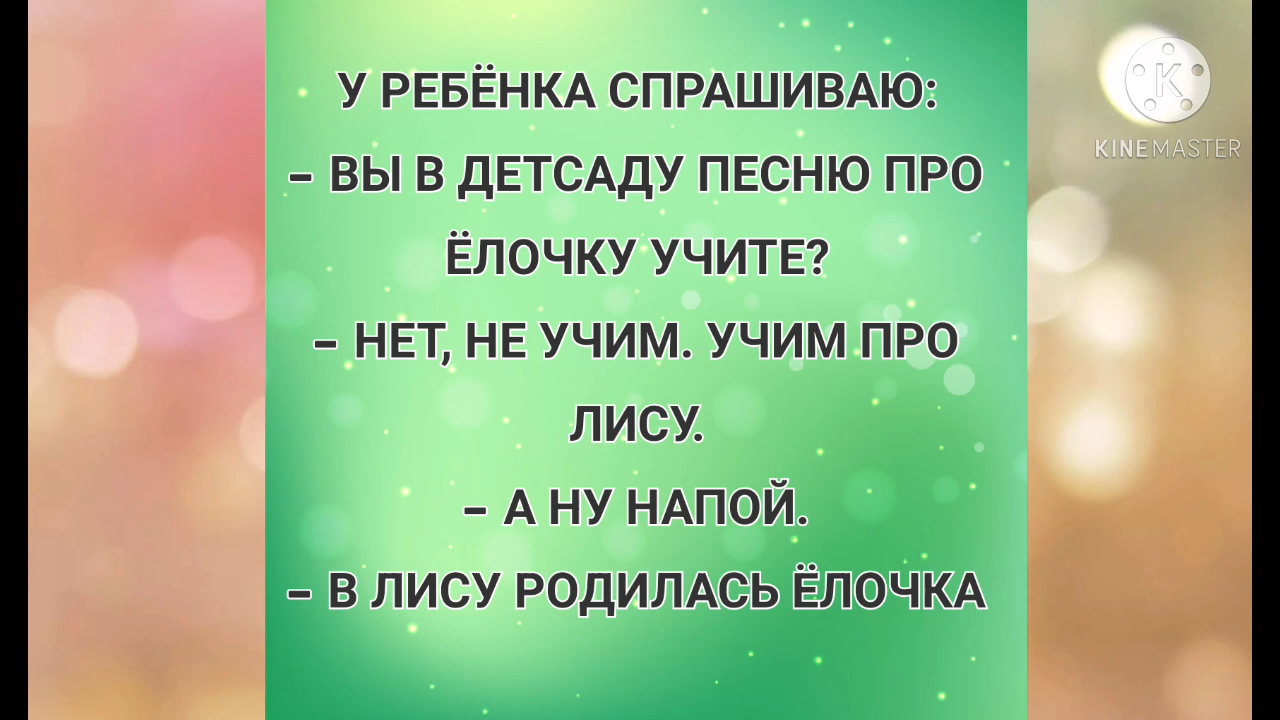 У РЕБЁНКА СПРАШИВАЮ:
- ВЫ В ДЕТСАДУ ПЕСНЮ ПРО
ЁЛОЧКУ УЧИТЕ?
- НЕТ, НЕ УЧИМ. УЧИМ ПРО
ЛИСУ.
- А НУ НАПОЙ.
- В ЛИСУ РОДИЛАСЬ ЁЛОЧКА
K
KINEMASTER